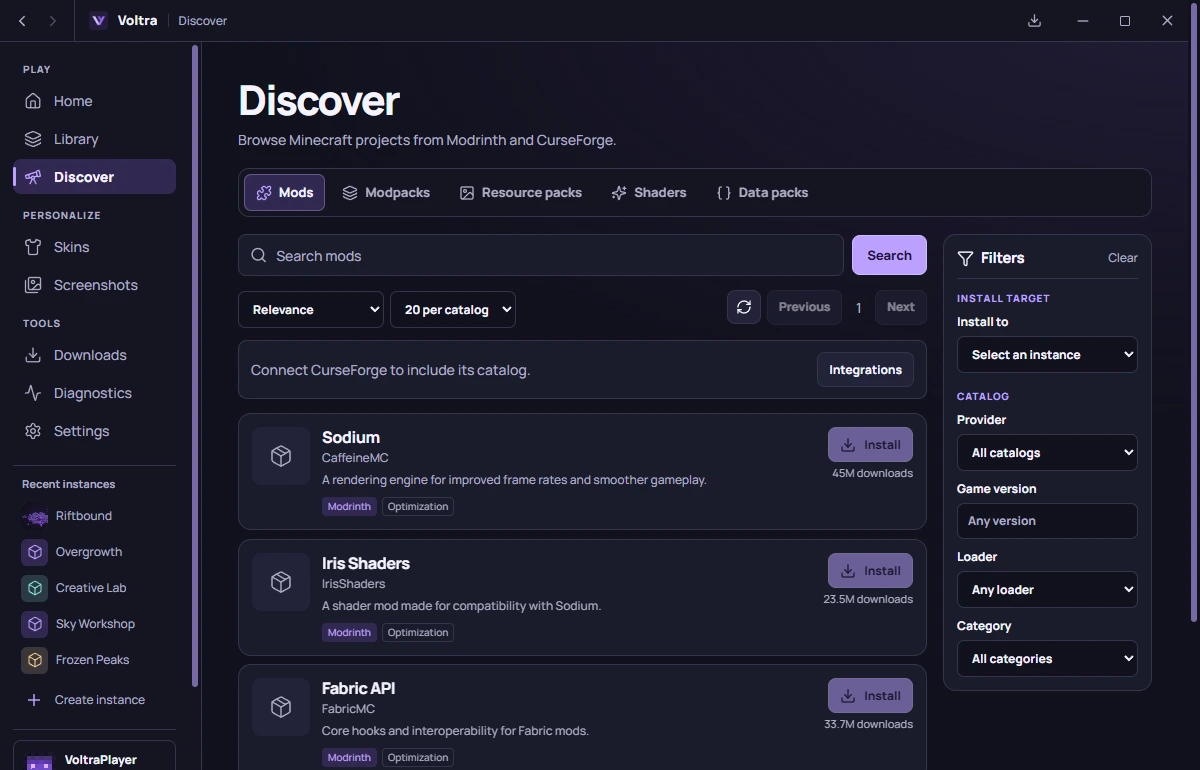 Voltra
Discover
PLAY
Home
Library
Discover
PERSONALIZE
Skins
Screenshots
TOOLS
Downloads
Diagnostics
Settings
Recent instances
Riftbound
Overgrowth
Creative Lab
Sky Workshop
Frozen Peaks
Create instance
VoltraPlayer
Discover
Browse Minecraft projects from Modrinth and CurseForge.
Mods Modpacks Resource packs Shaders Data packs
Search mods
Search
Relevance 20 per catalog Previous 1 Next
Connect CurseForge to include its catalog.
Integrations
Sodium
CaffeineMC
A rendering engine for improved frame rates and smoother gameplay.
Modrinth Optimization
Install
45M downloads
Iris Shaders
IrisShaders
A shader mod made for compatibility with Sodium.
Modrinth Optimization
Install
23.5M downloads
Fabric API
FabricMC
Core hooks and interoperability for Fabric mods.
Modrinth Optimization
Install
33.7M downloads
Filters Clear
INSTALL TARGET
Install to
Select an instance
CATALOG
Provider
All catalogs
Game version
Any version
Loader
Any loader
Category
All categories